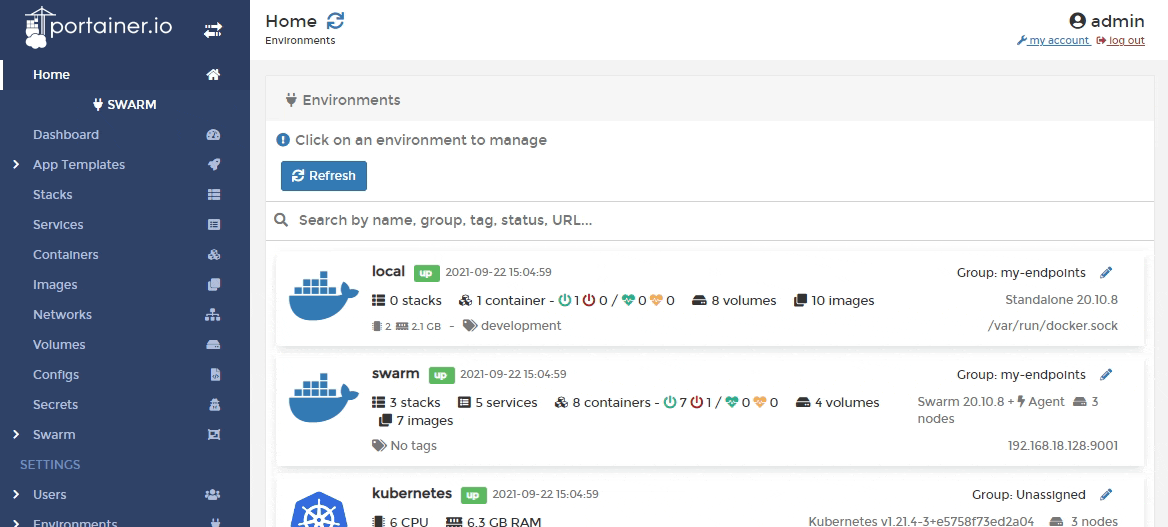 portainer.io
Home
SWARM
Dashboard
App Templates
Stacks
Services
Containers
Images
Networks
Volumes
Configs
Secrets
Swarm
SETTINGS
Users
Environments
Home
Environments
admin
my account log out
Environments
Click on an environment to manage
Refresh
Search by name, group, tag, status, URL...
local up 2021-09-22 15:04:59 Group: my-endpoints
0 stacks 1 container - 1 0 / 0 0 8 volumes 10 images Standalone 20.10.8
2 2.1 GB - development /var/run/docker.sock
swarm up 2021-09-22 15:04:59 Group: my-endpoints
3 stacks 5 services 8 containers - 7 1 / 0 0 4 volumes Swarm 20.10.8 + Agent 3
7 images nodes
No tags 192.168.18.128:9001
kubernetes up 2021-09-22 15:04:59 Group: Unassigned
6 CPU 6.3 GB RAM Kubernetes v1.21.4-3+e5758f73ed2a04 3 nodes